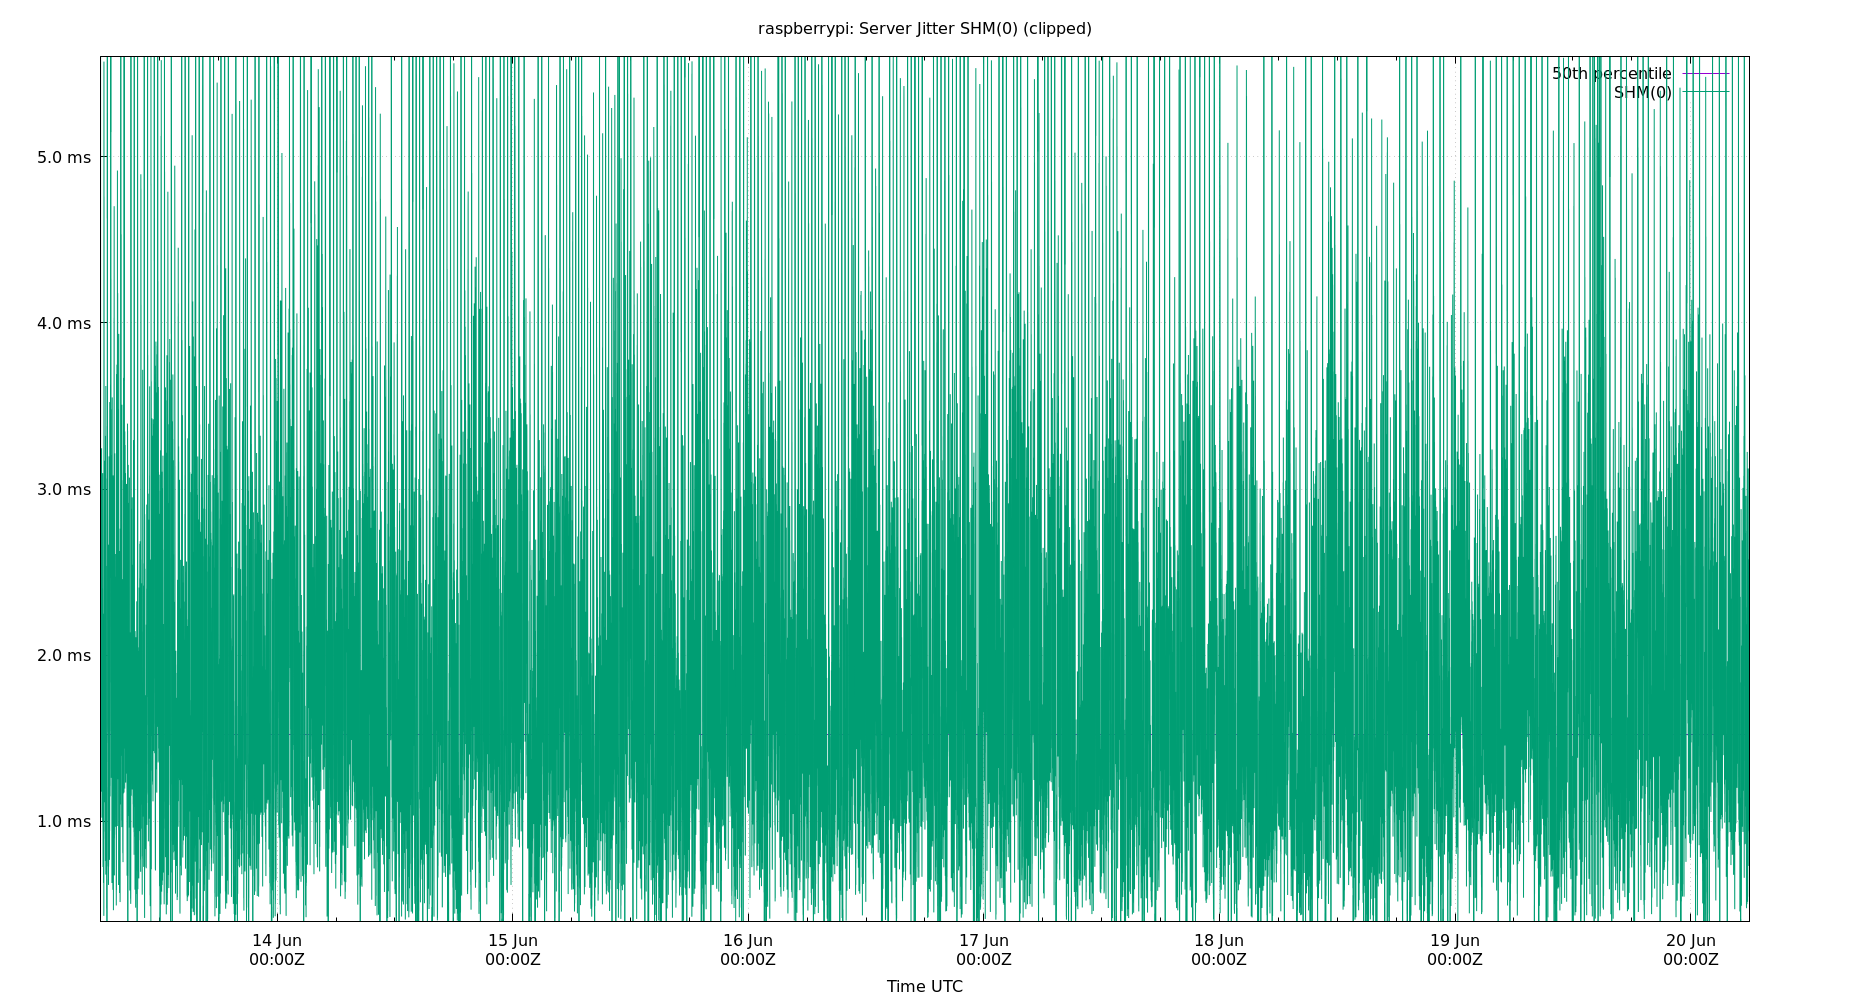 raspberrypi: Server Jitter SHM(0) (clipped)
50th percentile
SHM(0)
5.0 ms
4.0 ms
3.0 ms
2.0 ms
1.0 ms
14 Jun 15 Jun 16 Jun 17 Jun 18 Jun 19 Jun 20 Jun
00:00Z 00:00Z 00:00Z 00:00Z 00:00Z 00:00Z 00:00Z
Time UTC